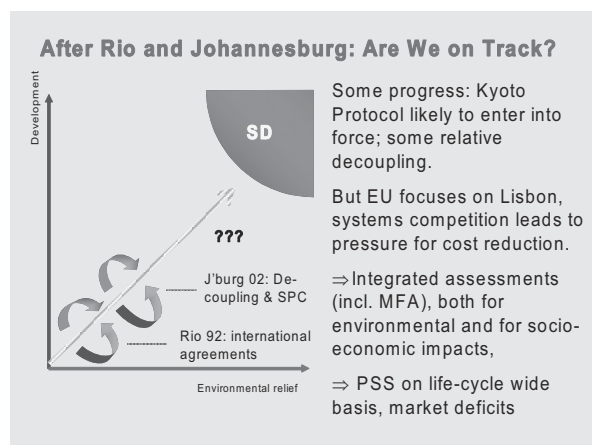 After Rio and Johannesburg: Are We on Track?
Development
SD
???
J'burg 02: De-
coupling & SPC
Rio 92: international
agreements
Environmental relief
Some progress: Kyoto
Protocol likely to enter into
force; some relative
decoupling.
But EU focuses on Lisbon,
systems competition leads to
pressure for cost reduction.
⇒Integrated assessments
(incl. MFA), both for
environmental and for socio-
economic impacts,
⇒ PSS on life-cycle wide
basis, market deficits